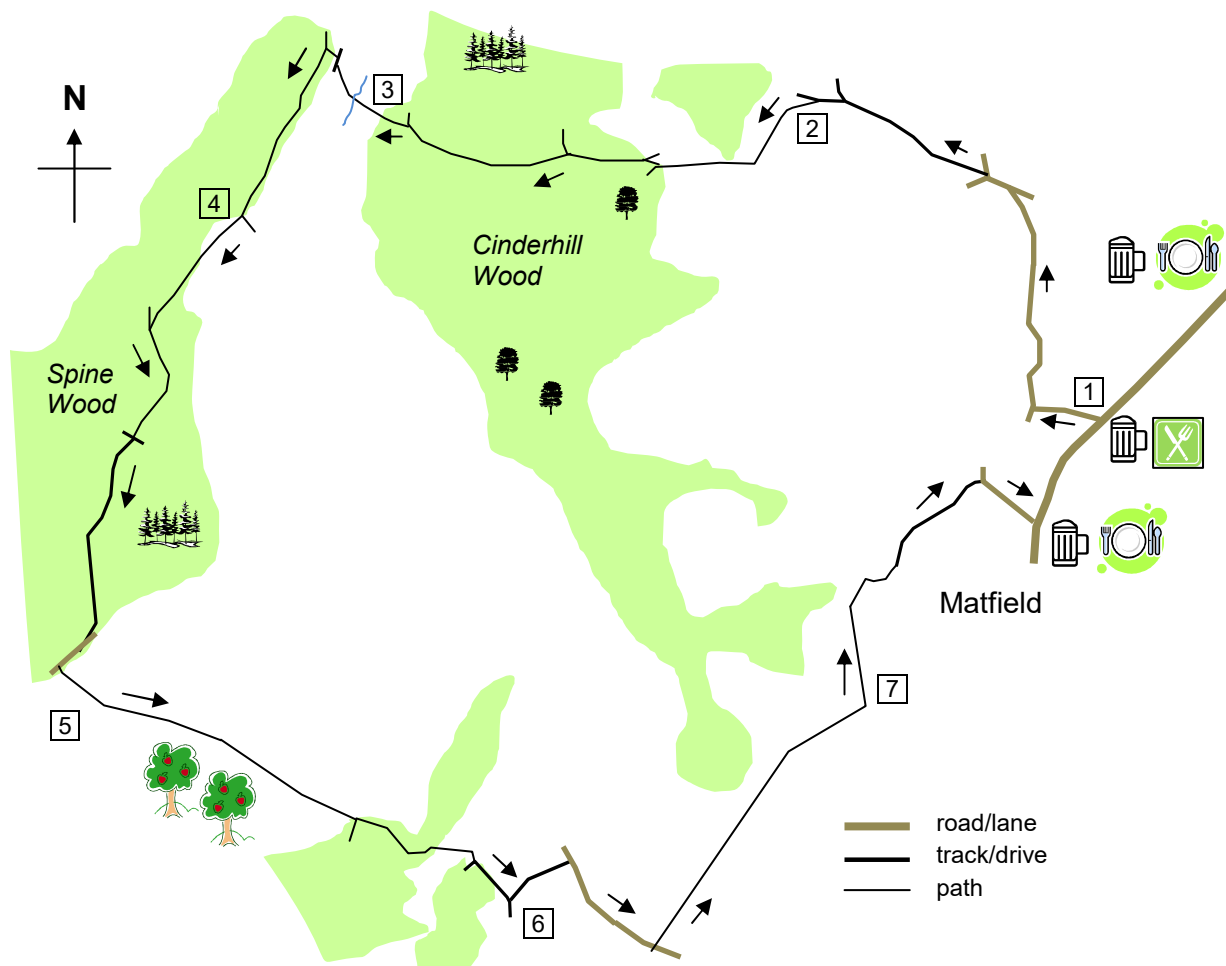 N
3
2
4
Cinderhill
Wood
Spine
Wood
1
Matfield
7
5
6
road/lane
track/drive
path